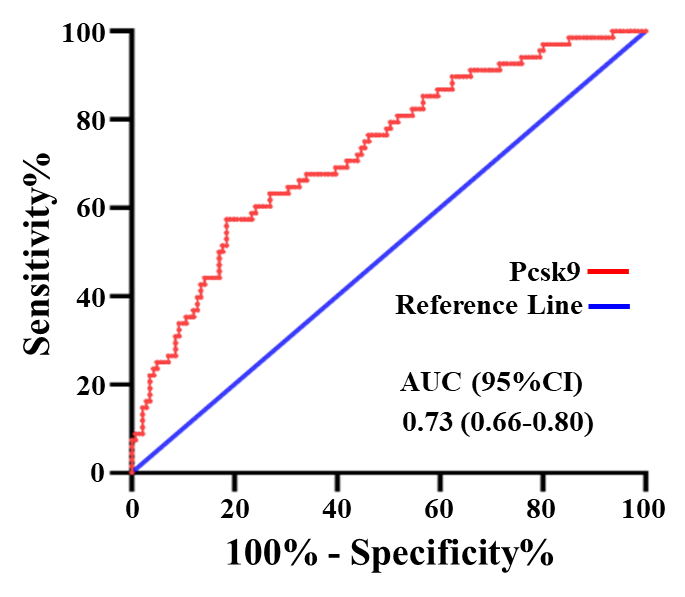 100
80
60
40
20
0
Sensitivity%
Pcsk9
Reference Line
AUC (95%CI)
0.73 (0.66-0.80)
0 20 40 60 80 100
100% - Specificity%